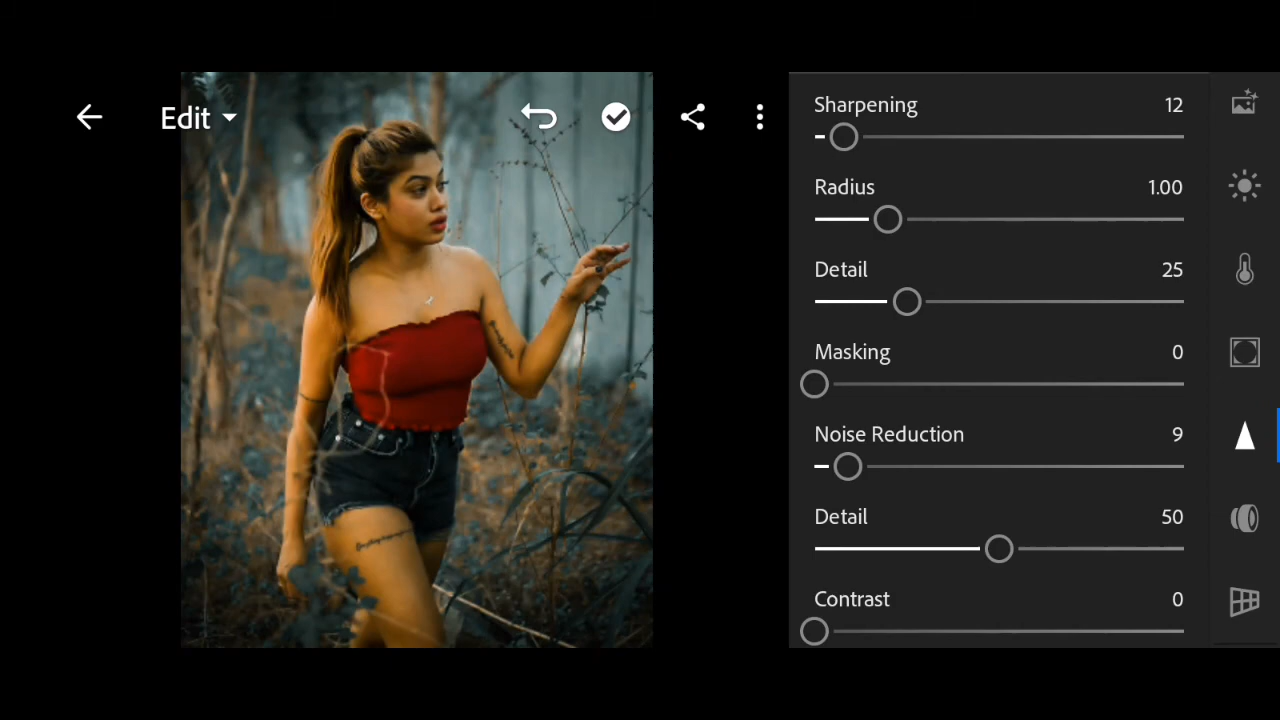 Edit
Sharpening 12
Radius 1.00
Detail 25
Masking 0
Noise Reduction 9
Detail 50
Contrast 0